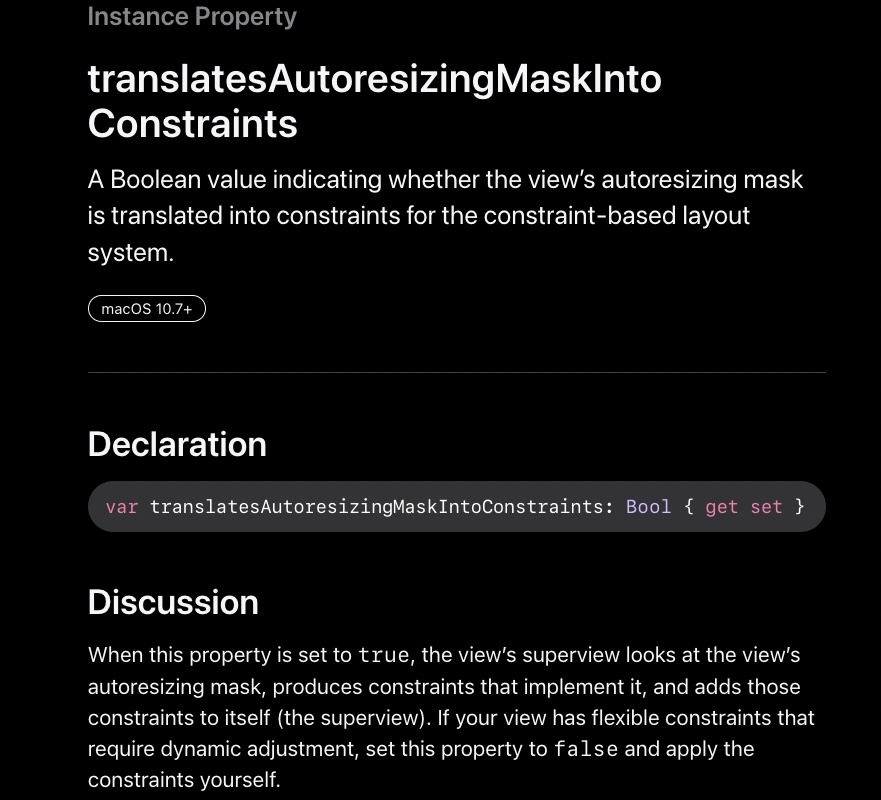 Instance Property
translatesAutoresizingMaskInto
Constraints
A Boolean value indicating whether the view’s autoresizing mask
is translated into constraints for the constraint-based layout
system.
macOS 10.7+
Declaration
var translatesAutoresizingMaskIntoConstraints: Bool { get set }
Discussion
When this property is set to true, the view’s superview looks at the view’s
autoresizing mask, produces constraints that implement it, and adds those
constraints to itself (the superview). If your view has flexible constraints that
require dynamic adjustment, set this property to false and apply the
constraints yourself.